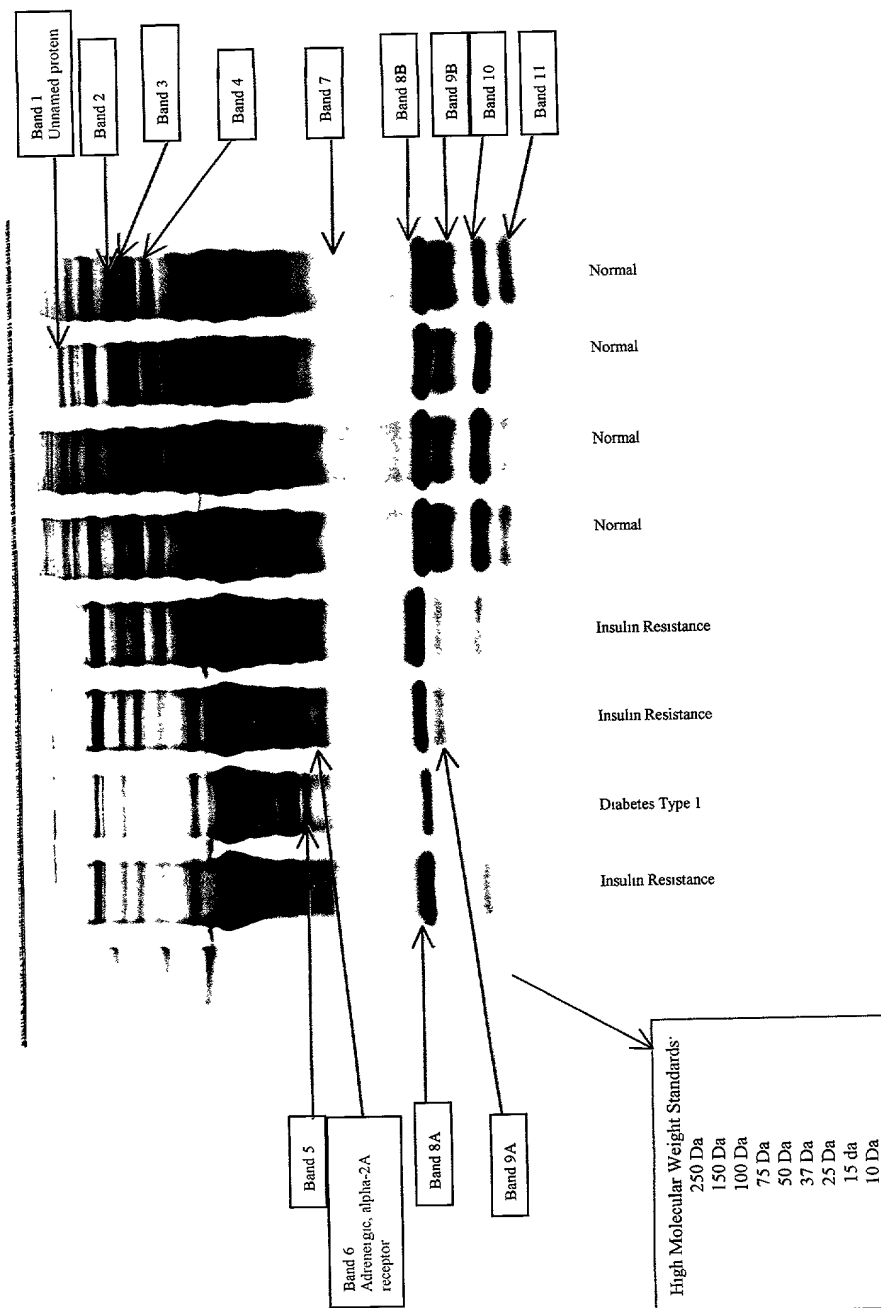 Band 1
Unnamed protein
Band 2
Band 3
Band 4
Band 7
Band 8B
Band 9B
Band 10
Band 11
Normal
Normal
Normal
Normal
Insulin Resistance
Insulin Resistance
Diabetes Type 1
Insulin Resistance
Band 5
Band 6
Adrenergic, alpha-2A
receptor
Band 8A
Band 9A
High Molecular Weight Standards:
250 Da
150 Da
100 Da
75 Da
50 Da
37 Da
25 Da
15 da
10 Da